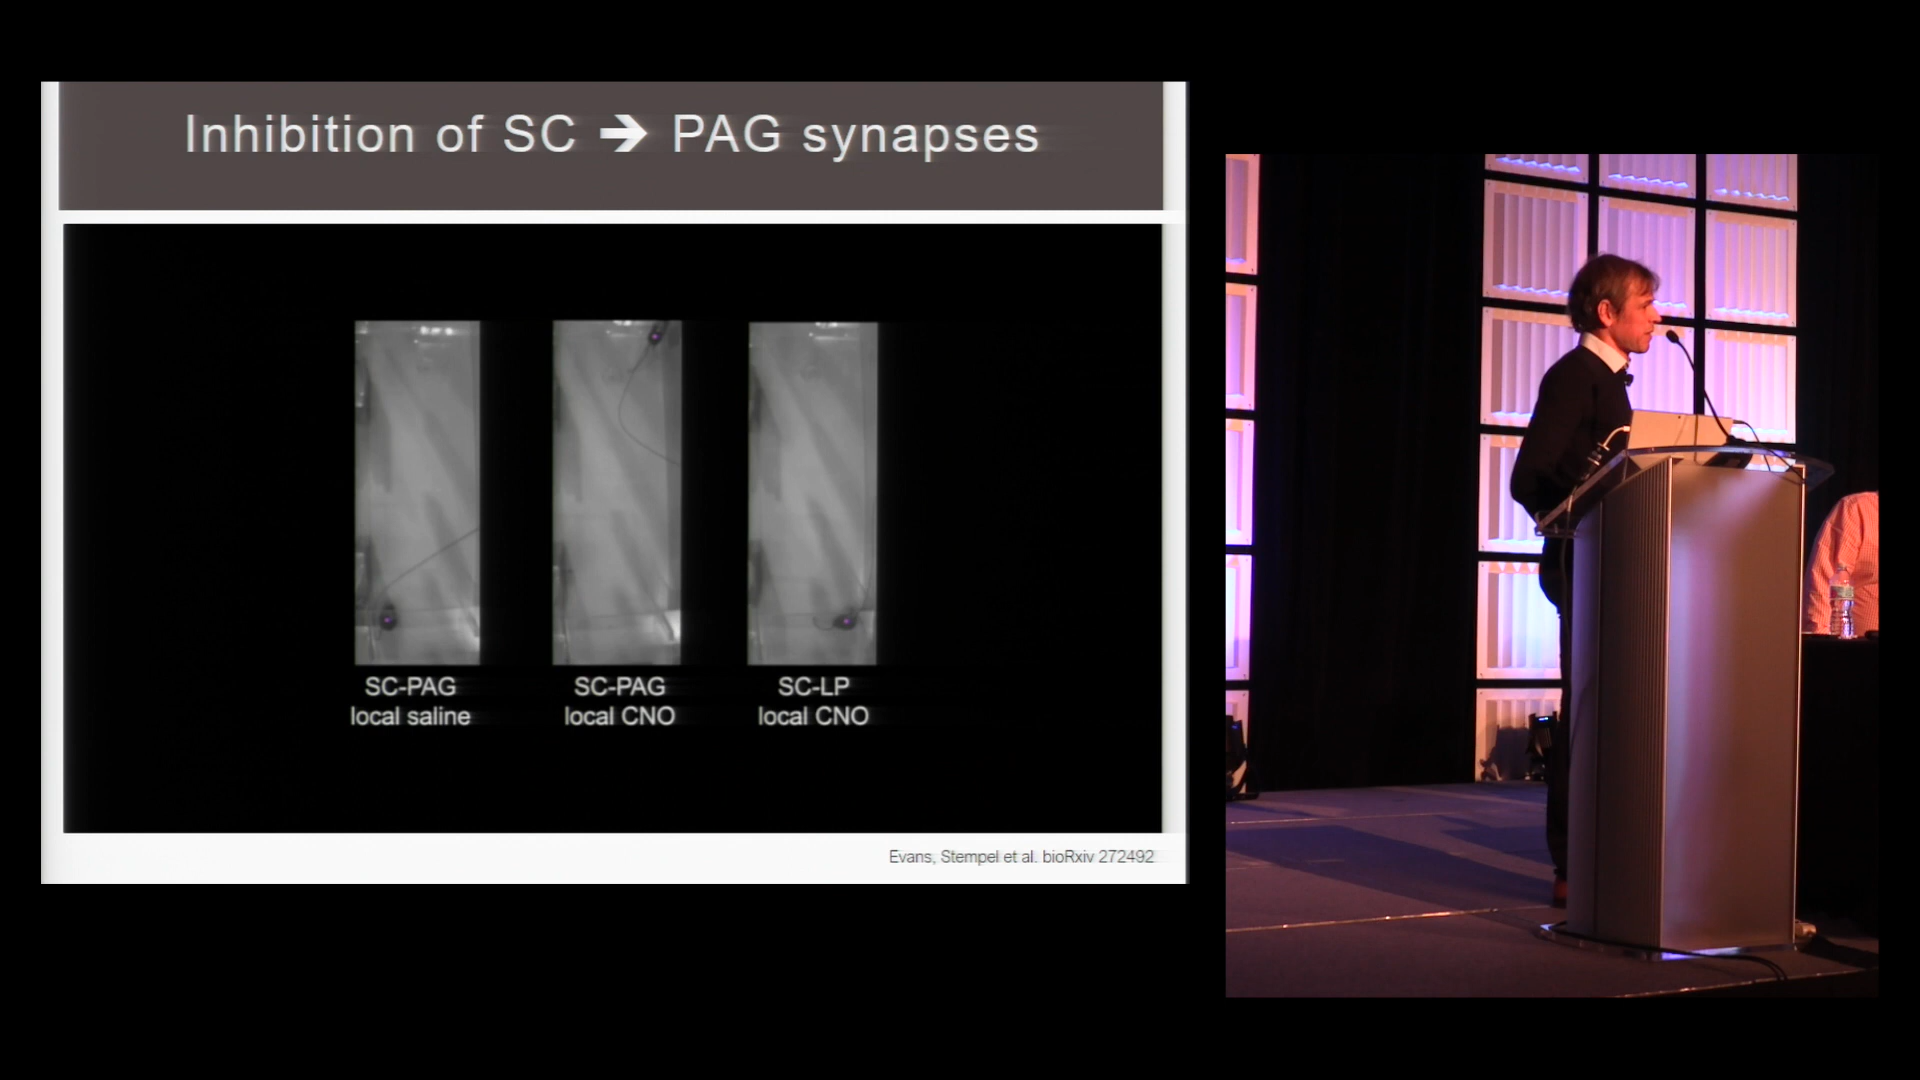 Inhibition of SC ➔ PAG synapses
SC-PAG
local saline
SC-PAG
local CNO
SC-LP
local CNO
Evans, Stempel et al. bioRxiv 272492